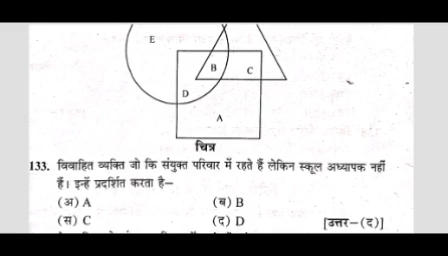 E
B
C
D
A
चित्र
133. विवाहित व्यक्ति जो कि संयुक्त परिवार में रहते हैं लेकिन स्कूल अध्यापक नहीं
हैं। इन्हें प्रदर्शित करता है—
(अ) A (ब) B
(स) C (द) D [उत्तर–(द)]